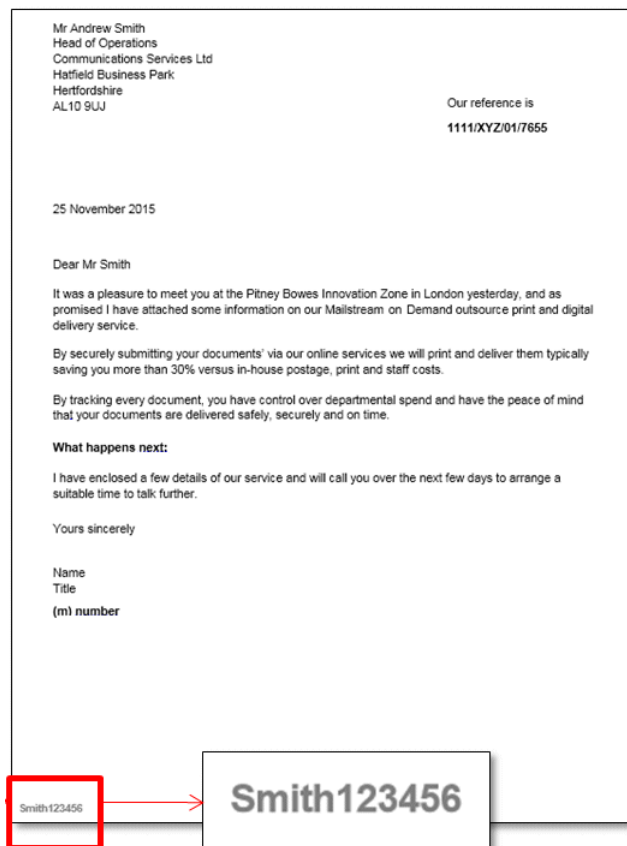 Mr Andrew Smith
Head of Operations
Communications Services Ltd
Hatfield Business Park
Hertfordshire
AL10 9UJ
Our reference is
1111/XYZ/01/7655
25 November 2015
Dear Mr Smith
It was a pleasure to meet you at the Pitney Bowes Innovation Zone in London yesterday, and as
promised I have attached some information on our Mailstream on Demand outsource print and digital
delivery service.
By securely submitting your documents' via our online services we will print and deliver them typically
saving you more than 30% versus in-house postage, print and staff costs.
By tracking every document, you have control over departmental spend and have the peace of mind
that your documents are delivered safely, securely and on time.
What happens next:
I have enclosed a few details of our service and will call you over the next few days to arrange a
suitable time to talk further.
Yours sincerely
Name
Title
(m) number
Smith123456
Smith123456